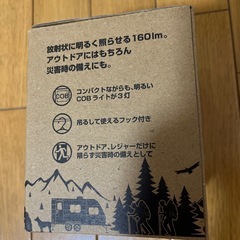 放射状に明るく照らせる160lm。
アウトドアにはもちろん
災害時の備えにも。
COB
コンパクトながらも、明るい
COBライトが3灯
吊るして使えるフック付き
アウトドア、レジャーだけに
限らず災害時の備えとして